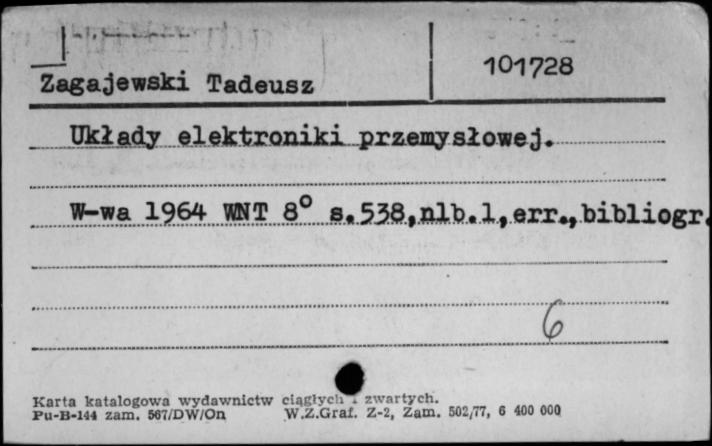 101728
Zagajewski Tadeusz
Układy elektroniki przemysłowej.
W-wa 1964 WNT 8° s.538,nlb.1,err.,bibliogr.
6
Karta katalogowa wydawnictw ciągłych i zwartych.
Pu-B-144 zam. 567/DW/On W.Z.Graf. Z-2, Zam. 502/77, 6 400 000